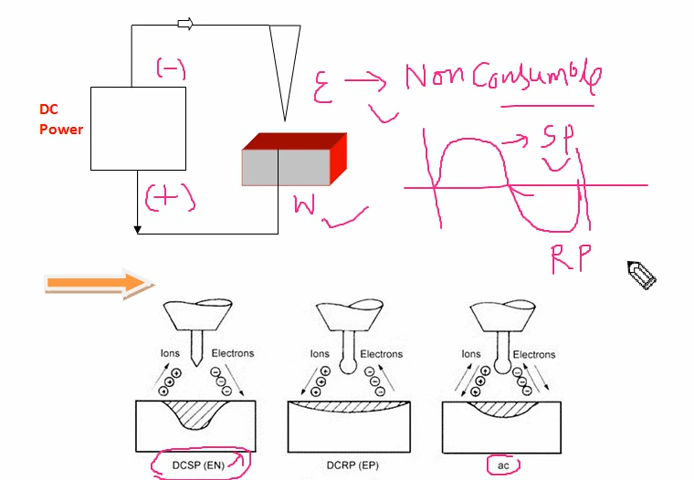 (-)
DC
Power
E → Non Consumable
SP
(+)
W
RP
Ions Electrons
Ions Electrons
Ions Electrons
DCSP (EN)
DCRP (EP)
ac